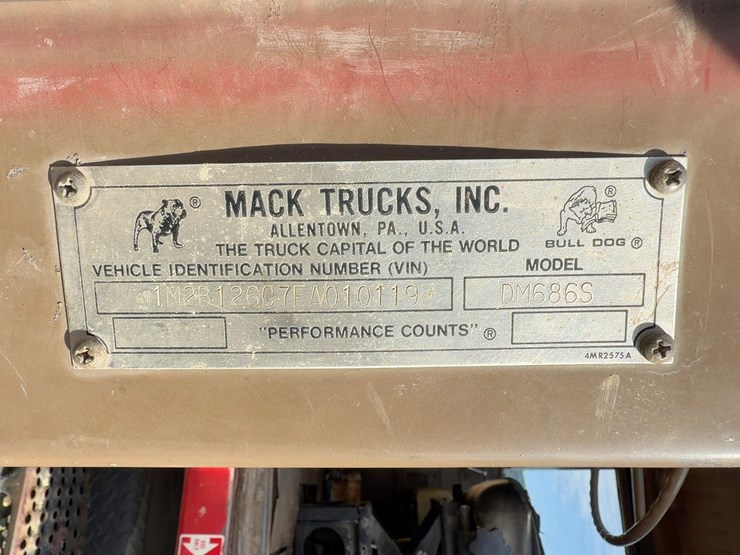 MACK TRUCKS, INC.
ALLENTOWN, PA., U.S.A.
THE TRUCK CAPITAL OF THE WORLD
BULL DOG ®
VEHICLE IDENTIFICATION NUMBER (VIN)
MODEL
1M2B126C7EA010119
DM686S
"PERFORMANCE COUNTS" ®
4MR2575A